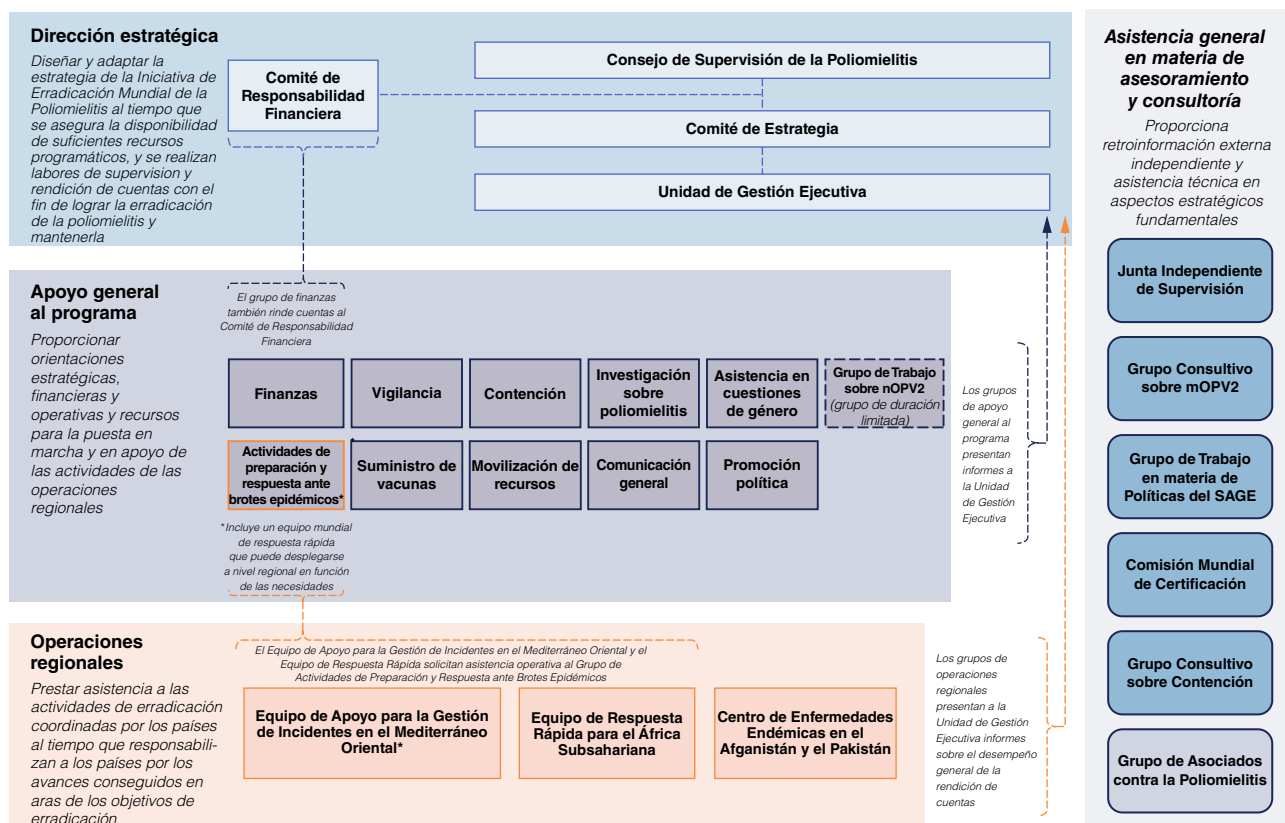 Dirección estratégica
Diseñar y adaptar la
estrategia de la Iniciativa de
Erradicación Mundial de la
Poliomielitis al tiempo que
se asegura la disponibilidad
de suficientes recursos
programáticos, y se realizan
labores de supervision y
rendición de cuentas con el
fin de lograr la erradicación
de la poliomielitis y
mantenerla
Comité de
Responsabilidad
Financiera
Consejo de Supervisión de la Poliomielitis
Comité de Estrategia
Unidad de Gestión Ejecutiva
Apoyo general
al programa
Proporcionar
orientaciones
estratégicas,
financieras y
operativas y recursos
para la puesta en
marcha y en apoyo de
las actividades de las
operaciones
regionales
El grupo de finanzas
también rinde cuentas al
Comité de Responsabilidad
Financiera
Finanzas
Vigilancia
Contención
Investigación
sobre
poliomielitis
Asistencia en
cuestiones
de género
Grupo de Trabajo
sobre nOPV2
(grupo de duración
limitada)
Actividades de
preparación y
respuesta ante
brotes epidémicos*
*
Suministro de
vacunas
Movilización de
recursos
Comunicación
general
Promoción
política
*Incluye un equipo mundial
de respuesta rápida
que puede desplegarse
a nivel regional en función
de las necesidades
Los grupos
de apoyo
general al
programa
presentan
informes a
la Unidad
de Gestión
Ejecutiva
Operaciones
regionales
Prestar asistencia a las
actividades de erradicación
coordinadas por los países
al tiempo que responsabili-
zan a los países por los
avances conseguidos en
aras de los objetivos de
erradicación
El Equipo de Apoyo para la Gestión de Incidentes en el Mediterráneo Oriental y el
Equipo de Respuesta Rápida solicitan asistencia operativa al Grupo de
Actividades de Preparación y Respuesta ante Brotes Epidémicos
Equipo de Apoyo para la Gestión
de Incidentes en el Mediterráneo
Oriental*
Equipo de Respuesta
Rápida para el África
Subsahariana
Centro de Enfermedades
Endémicas en el
Afganistán y el Pakistán
Los grupos de
operaciones
regionales
presentan a la
Unidad de Gestión
Ejecutiva informes
sobre el desempeño
general de la
rendición de
cuentas
Asistencia general
en materia de
asesoramiento
y consultoría
Proporciona
retroinformación externa
independiente y
asistencia técnica en
aspectos estratégicos
fundamentales
Junta Independiente
de Supervisión
Grupo Consultivo
sobre mOPV2
Grupo de Trabajo
en materia de
Políticas del SAGE
Comisión Mundial
de Certificación
Grupo Consultivo
sobre Contención
Grupo de Asociados
contra la Poliomielitis